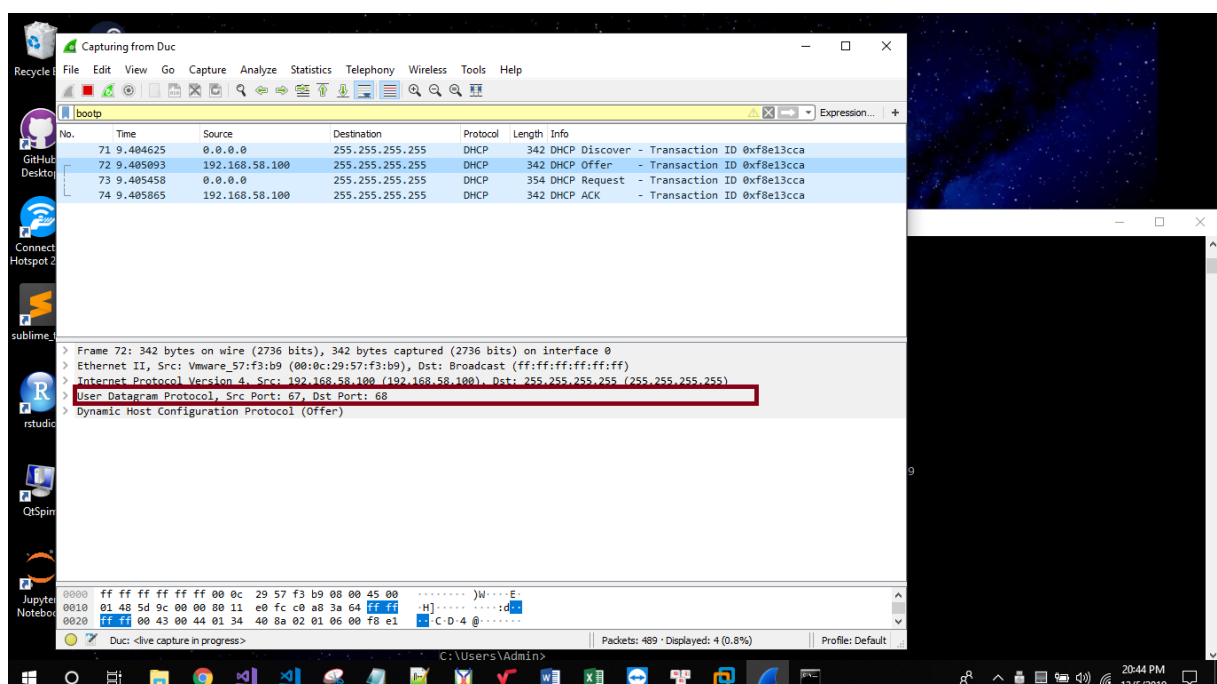 Recycle
GitHub
Desktop
Connect
Hotspot 2
sublime_t
rstudio
QtSpim
Jupyter
Notebook
Capturing from Duc
File Edit View Go Capture Analyze Statistics Telephony Wireless Tools Help
bootp Expression... +
No. Time Source Destination Protocol Length Info
71 9.404625 0.0.0.0 255.255.255.255 DHCP 342 DHCP Discover - Transaction ID 0xf8e13cca
72 9.405093 192.168.58.100 255.255.255.255 DHCP 342 DHCP Offer - Transaction ID 0xf8e13cca
73 9.405458 0.0.0.0 255.255.255.255 DHCP 354 DHCP Request - Transaction ID 0xf8e13cca
74 9.405865 192.168.58.100 255.255.255.255 DHCP 342 DHCP ACK - Transaction ID 0xf8e13cca
> Frame 72: 342 bytes on wire (2736 bits), 342 bytes captured (2736 bits) on interface 0
> Ethernet II, Src: Vmware_57:f3:b9 (00:0c:29:57:f3:b9), Dst: Broadcast (ff:ff:ff:ff:ff:ff)
> Internet Protocol Version 4, Src: 192.168.58.100 (192.168.58.100), Dst: 255.255.255.255 (255.255.255.255)
> User Datagram Protocol, Src Port: 67, Dst Port: 68
> Dynamic Host Configuration Protocol (Offer)
9
0000 ff ff ff ff ff ff 00 0c 29 57 f3 b9 08 00 45 00 ········ )W····E·
0010 01 48 5d 9c 00 00 80 11 e0 fc c0 a8 3a 64 ff ff ·H]····· ····:d··
0020 ff ff 00 43 00 44 01 34 40 8a 02 01 06 00 f8 e1 ···C·D·4 @·······
Duc: <live capture in progress> Packets: 489 · Displayed: 4 (0.8%) Profile: Default
C:\Users\Admin>
20:44 PM